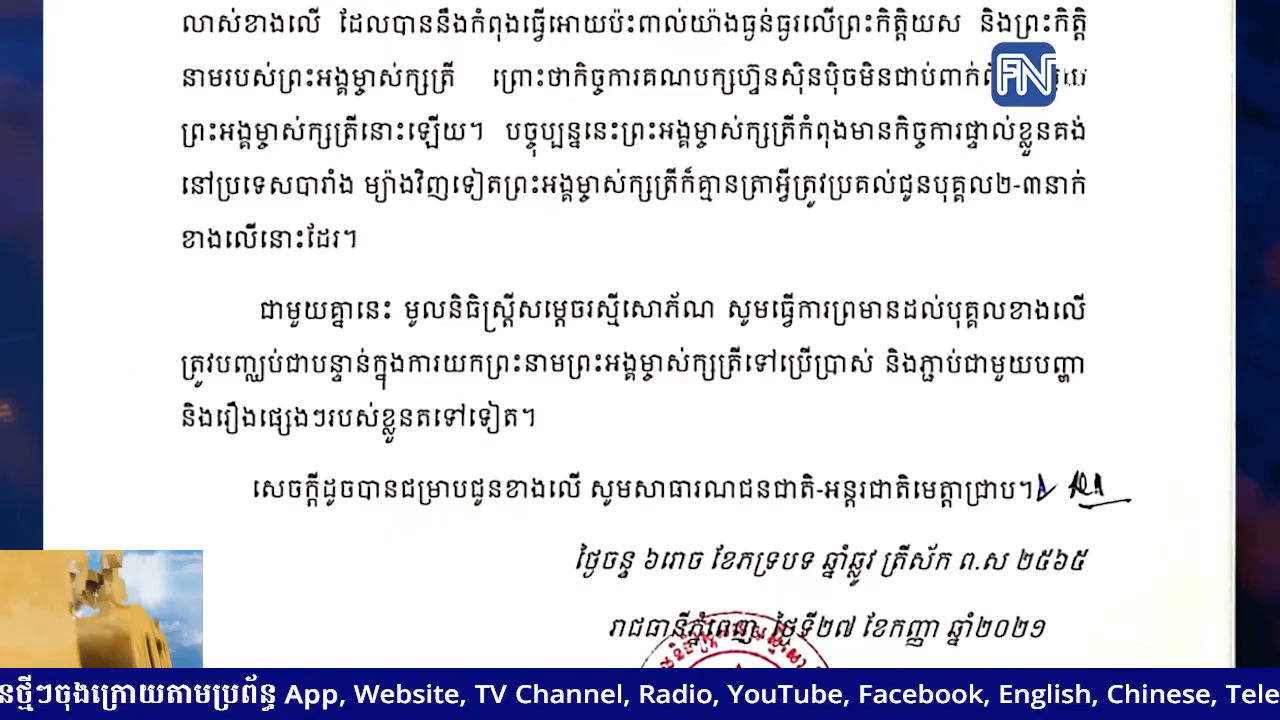 លាស់ខាងលើ ដែលបាននឹងកំពុងធ្វើអោយប៉ះពាល់យ៉ាងធ្ងន់ធ្ងរលើព្រះកិត្តិយស និងព្រះកិត្តិ
នាមរបស់ព្រះអង្គម្ចាស់ក្សត្រី ព្រោះថាកិច្ចការគណបក្សហ្វ៊ុនស៊ិនប៉ិចមិនជាប់ពាក់
FN
ព្រះអង្គម្ចាស់ក្សត្រីនោះឡើយ។ បច្ចុប្បន្ននេះព្រះអង្គម្ចាស់ក្សត្រីកំពុងមានកិច្ចការផ្ទាល់ខ្លួនគង់
នៅប្រទេសបារាំង ម្យ៉ាងវិញទៀតព្រះអង្គម្ចាស់ក្សត្រីក៏គ្មានត្រាអ្វីត្រូវប្រគល់ជូនបុគ្គល២-៣នាក់
ខាងលើនោះដែរ។
ជាមួយគ្នានេះ មូលនិធិស្ត្រីសម្តេចរស្មីសោភ័ណ សូមធ្វើការព្រមានដល់បុគ្គលខាងលើ
ត្រូវបញ្ឈប់ជាបន្ទាន់ក្នុងការយកព្រះនាមព្រះអង្គម្ចាស់ក្សត្រីទៅប្រើប្រាស់ និងភ្ជាប់ជាមួយបញ្ហា
និងរឿងផ្សេងៗរបស់ខ្លួនតទៅទៀត។
សេចក្តីដូចបានជម្រាបជូនខាងលើ សូមសាធារណជនជាតិ-អន្តរជាតិមេត្តាជ្រាប។
ថ្ងៃចន្ទ ៦រោច ខែភទ្របទ ឆ្នាំឆ្លូវ ត្រីស័ក ព.ស ២៥៦៥
រាជធានីភ្នំពេញ ថ្ងៃទី២៧ ខែកញ្ញា ឆ្នាំ២០២១
នថ្មីៗចុងក្រោយតាមប្រព័ន្ធ App, Website, TV Channel, Radio, YouTube, Facebook, English, Chinese, Tele